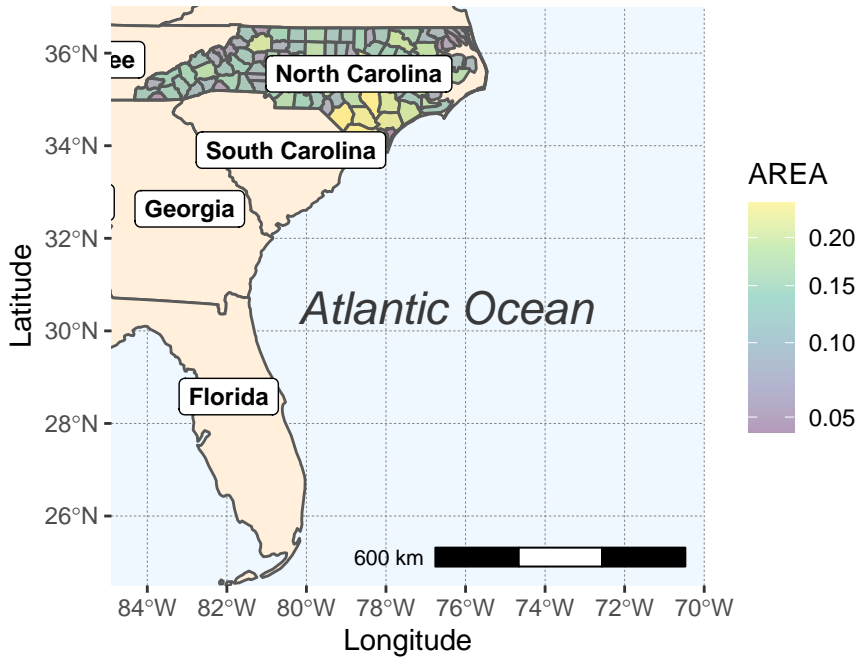 36°N
34°N
32°N
30°N
28°N
26°N
Latitude
ee
North Carolina
South Carolina
Georgia
Florida
Atlantic Ocean
600 km
84°W
82°W
80°W
78°W
76°W
74°W
72°W
70°W
Longitude
AREA
0.20
0.15
0.10
0.05